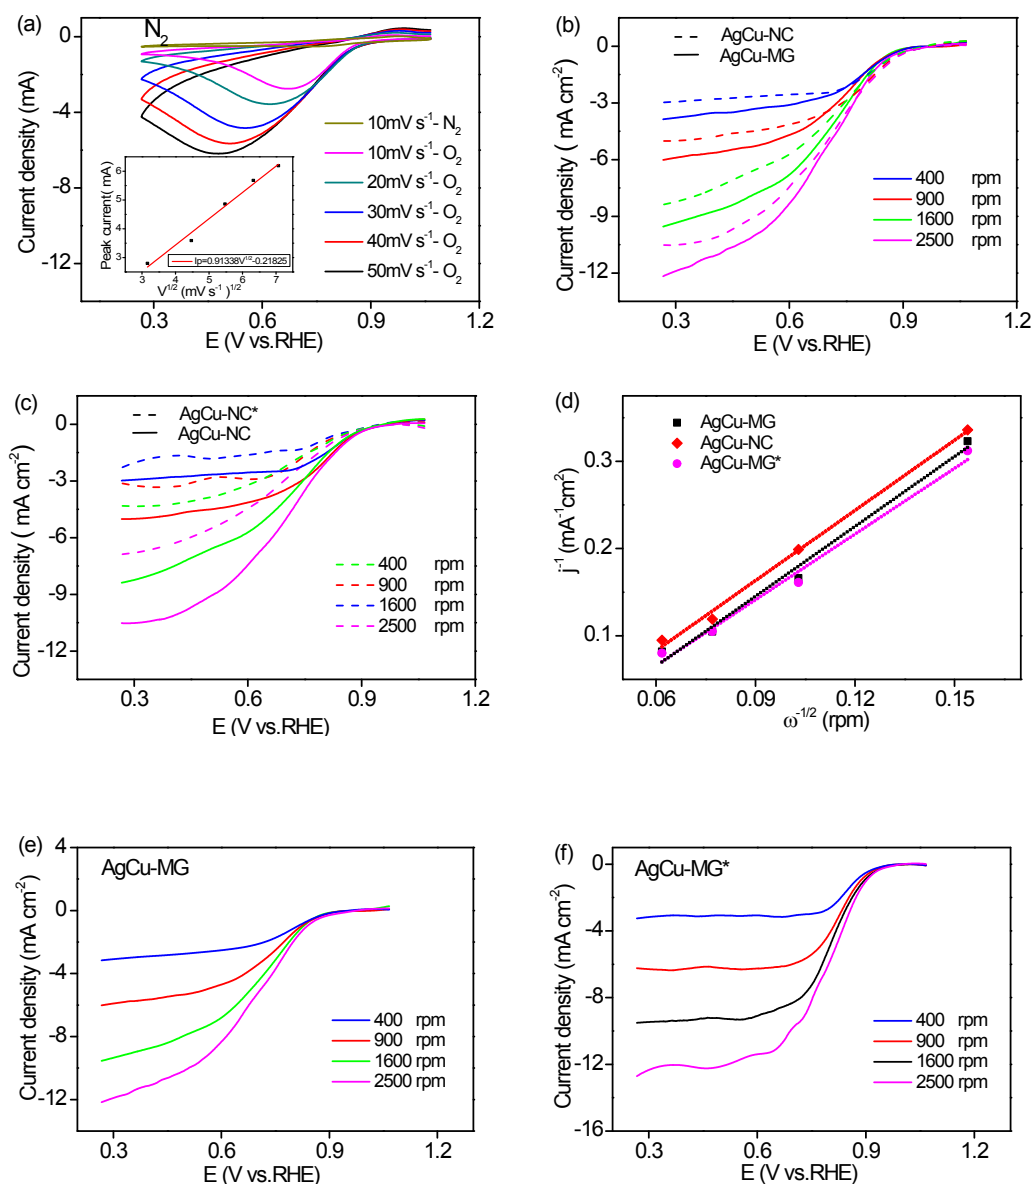 (a)
N2
0
-4
-8
-12
Current density (mA)
0.3 0.6 0.9 1.2
E (V vs.RHE)
10mV s-1- N2
10mV s-1- O2
20mV s-1- O2
30mV s-1- O2
40mV s-1- O2
50mV s-1- O2
Peak current (mA)
6
5
4
3
3 4 5 6 7
V1/2 (mV s-1 )1/2
Ip=0.91338V1/2-0.21825
(b)
AgCu-NC
AgCu-MG
0
-3
-6
-9
-12
Current density ( mA cm-2)
400 rpm
900 rpm
1600 rpm
2500 rpm
0.3 0.6 0.9 1.2
E (V vs.RHE)
(c)
AgCu-NC*
AgCu-NC
0
-3
-6
-9
-12
Current density ( mA cm-2)
400 rpm
900 rpm
1600 rpm
2500 rpm
0.3 0.6 0.9 1.2
E (V vs.RHE)
(d)
AgCu-MG
AgCu-NC
AgCu-MG*
0.3
0.2
0.1
j-1 (mA-1cm2)
0.06 0.09 0.12 0.15
ω-1/2 (rpm)
(e)
AgCu-MG
4
0
-4
-8
-12
Current density (mA cm-2)
400 rpm
900 rpm
1600 rpm
2500 rpm
0.3 0.6 0.9 1.2
E (V vs.RHE)
(f)
AgCu-MG*
0
-4
-8
-12
-16
Current density (mA cm-2)
400 rpm
900 rpm
1600 rpm
2500 rpm
0.3 0.6 0.9 1.2
E (V vs.RHE)